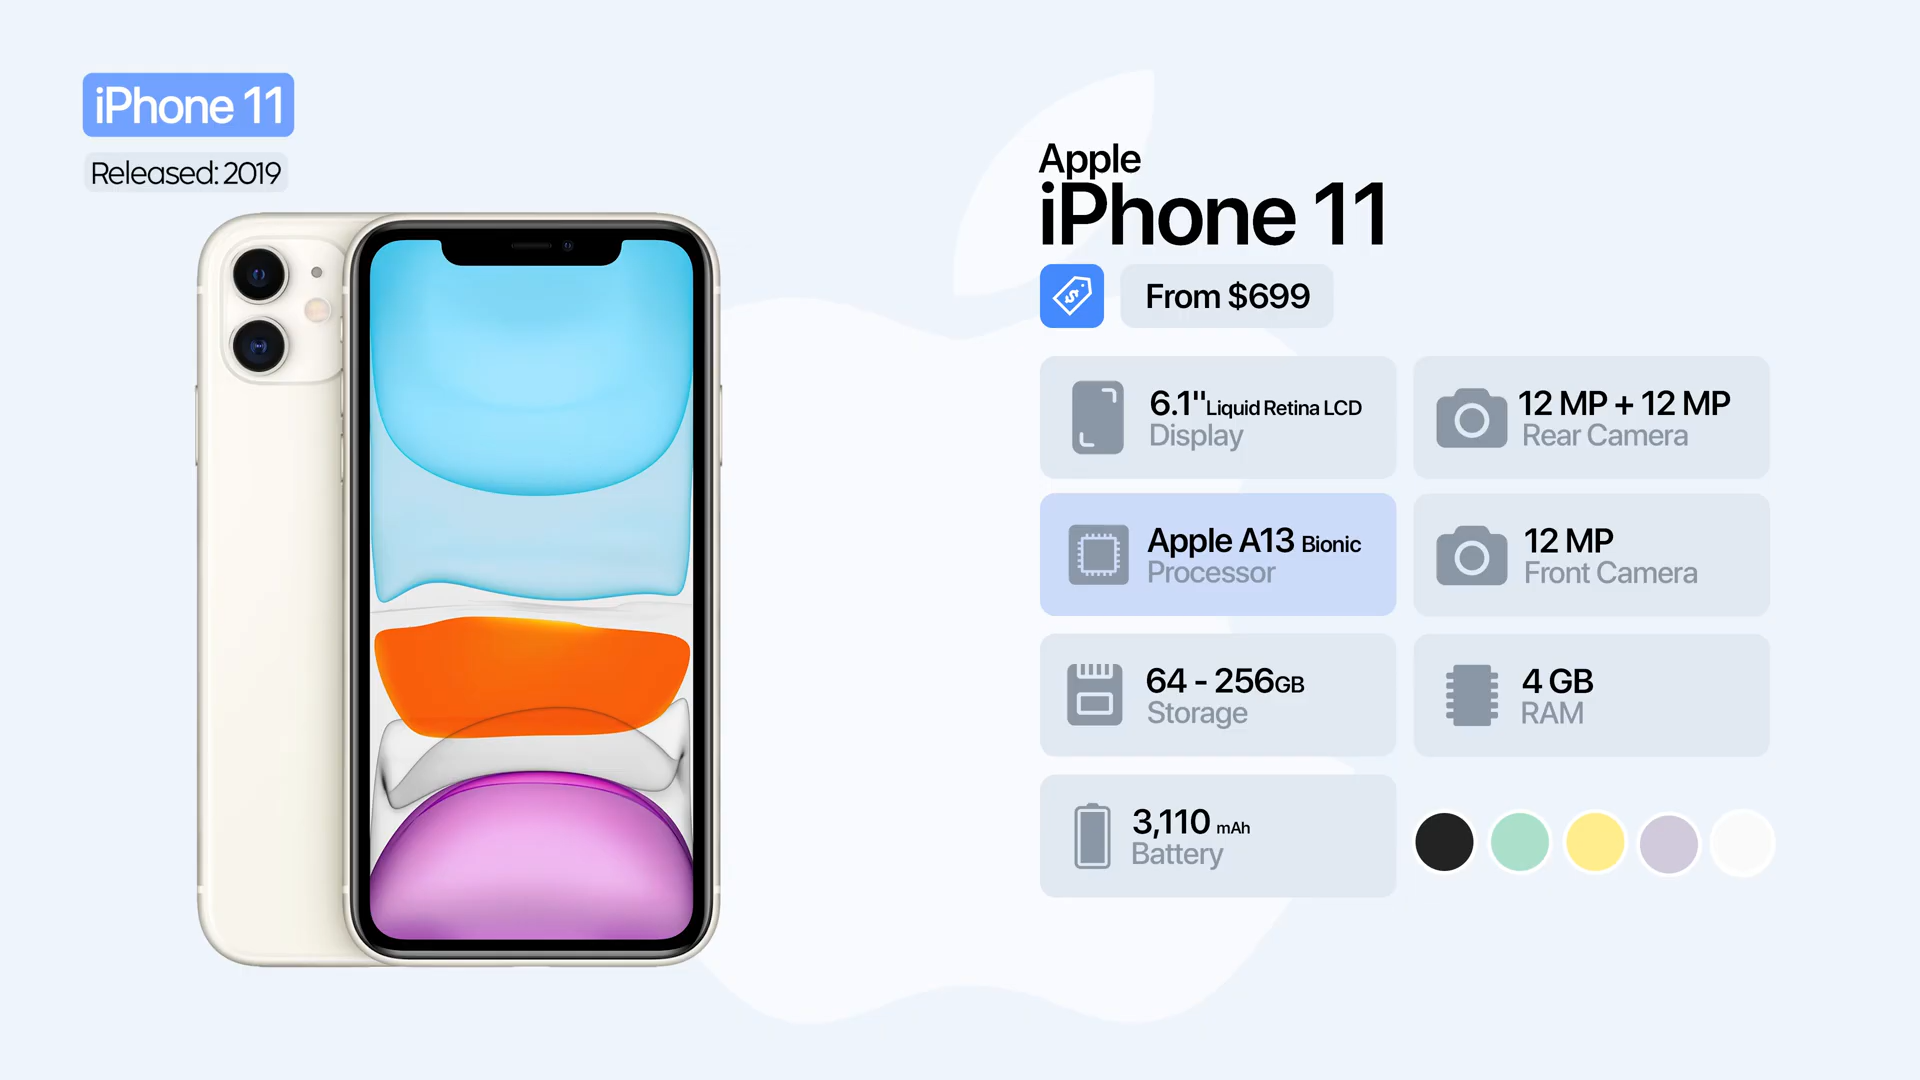 iPhone 11
Released: 2019
Apple
iPhone 11
From $699
6.1" Liquid Retina LCD
Display
12 MP + 12 MP
Rear Camera
Apple A13 Bionic
Processor
12 MP
Front Camera
64 - 256GB
Storage
4 GB
RAM
3,110 mAh
Battery